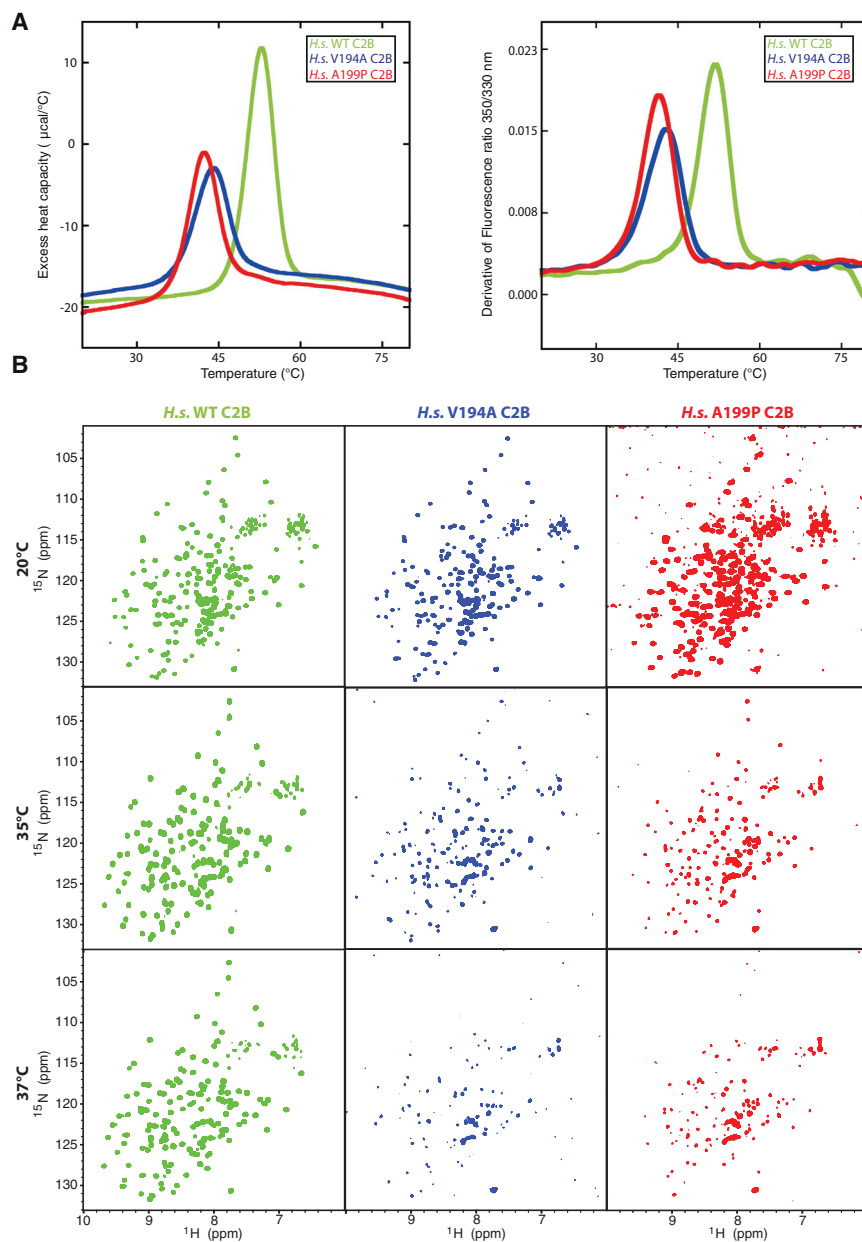 A
Excess heat capacity ( µcal/°C)
10
0
-10
-20
30 45 60 75
Temperature (°C)
H.s. WT C2B
H.s. V194A C2B
H.s. A199P C2B
Derivative of Fluorescence ratio 350/330 nm
0.023
0.015
0.008
0.000
30 45 60 75
Temperature (°C)
H.s. WT C2B
H.s. V194A C2B
H.s. A199P C2B
B
H.s. WT C2B H.s. V194A C2B H.s. A199P C2B
20°C
15N (ppm)
105
110
115
120
125
130
35°C
15N (ppm)
105
110
115
120
125
130
37°C
15N (ppm)
105
110
115
120
125
130
10 9 8 7 9 8 7 9 8 7
1H (ppm) 1H (ppm) 1H (ppm)